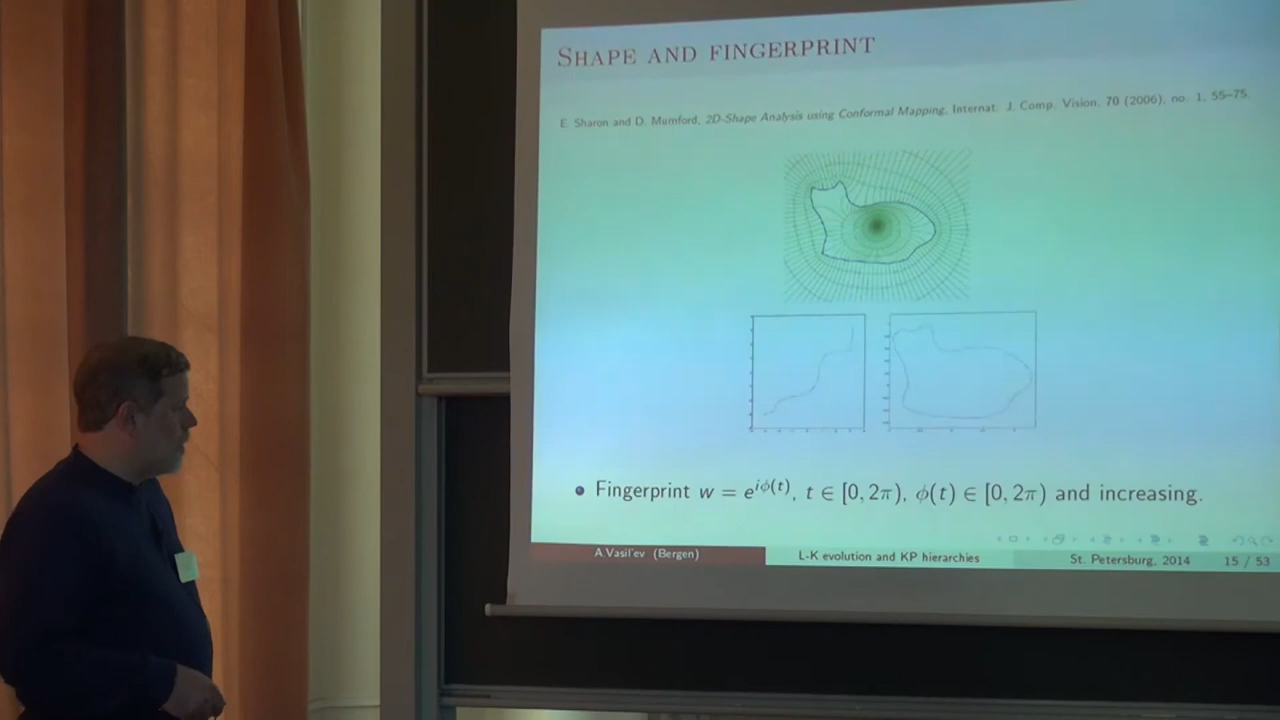 SHAPE AND FINGERPRINT
E. Sharon and D. Mumford, 2D-Shape Analysis using Conformal Mapping, Internat. J. Comp. Vision, 70 (2006), no. 1, 55–75.
• Fingerprint w = e^{iϕ(t)}, t ∈ [0, 2π), ϕ(t) ∈ [0, 2π) and increasing.
A.Vasil'ev (Bergen) L-K evolution and KP hierarchies St. Petersburg, 2014 15 / 53